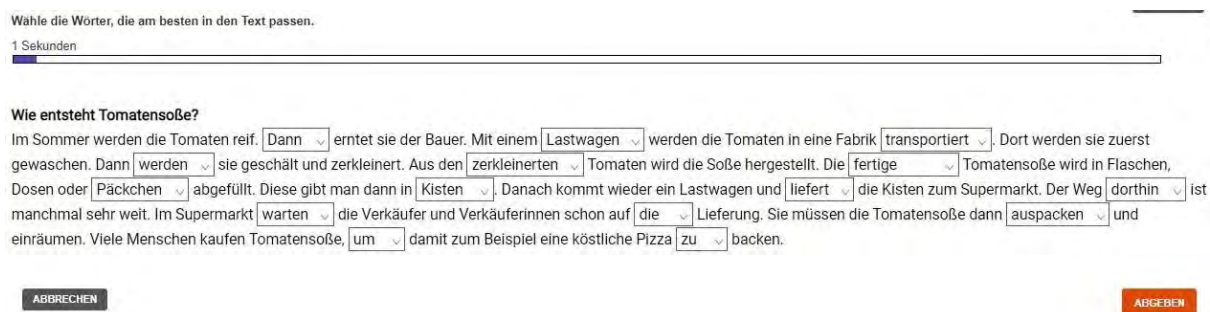 Wähle die Wörter, die am besten in den Text passen.
1 Sekunden
Wie entsteht Tomatensoße?
Im Sommer werden die Tomaten reif. Dann erntet sie der Bauer. Mit einem Lastwagen werden die Tomaten in eine Fabrik transportiert. Dort werden sie zuerst
gewaschen. Dann werden sie geschält und zerkleinert. Aus den zerkleinerten Tomaten wird die Soße hergestellt. Die fertige Tomatensoße wird in Flaschen,
Dosen oder Päckchen abgefüllt. Diese gibt man dann in Kisten. Danach kommt wieder ein Lastwagen und liefert die Kisten zum Supermarkt. Der Weg dorthin ist
manchmal sehr weit. Im Supermarkt warten die Verkäufer und Verkäuferinnen schon auf die Lieferung. Sie müssen die Tomatensoße dann auspacken und
einräumen. Viele Menschen kaufen Tomatensoße, um damit zum Beispiel eine köstliche Pizza zu backen.
ABBRECHEN ABGEBEN